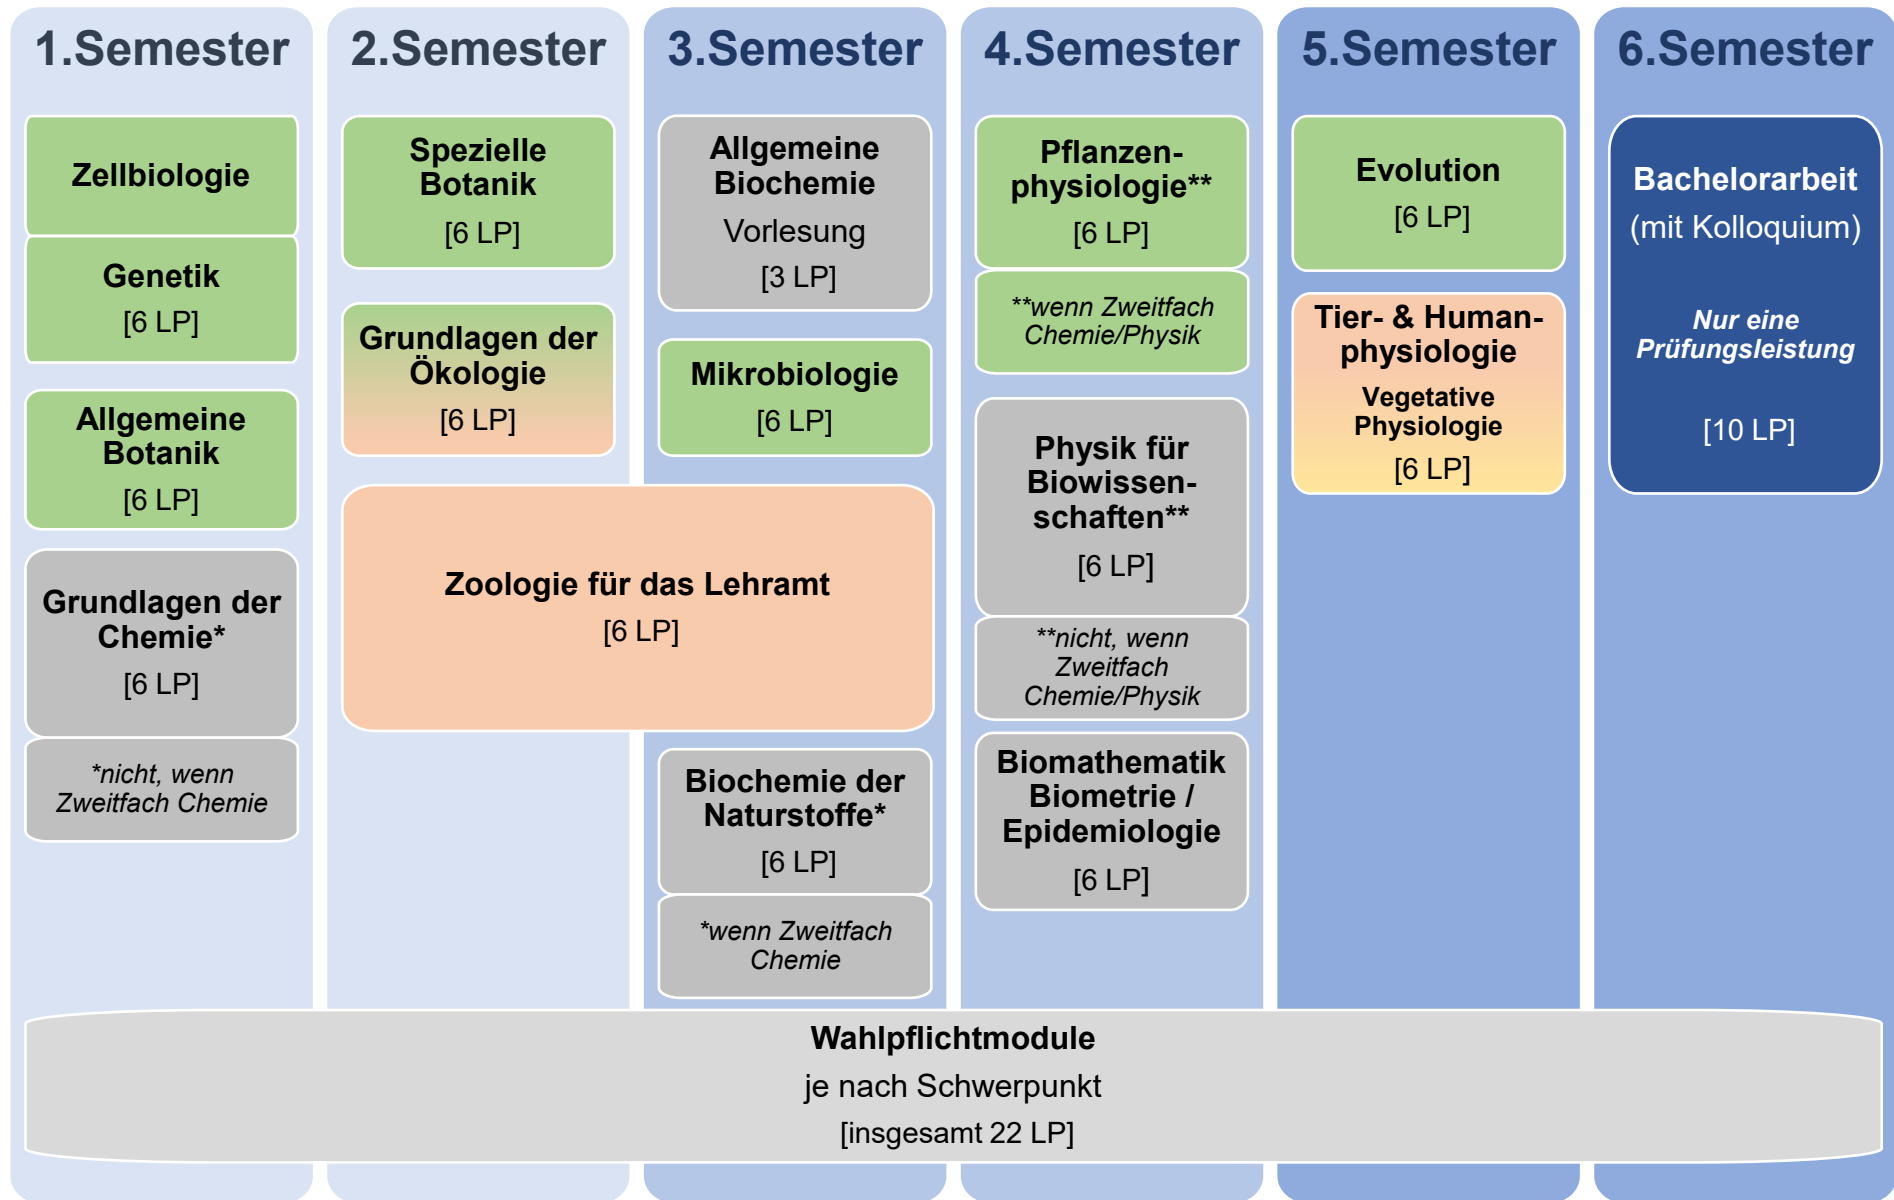 1.Semester
Zellbiologie
Genetik
[6 LP]
Allgemeine
Botanik
[6 LP]
Grundlagen der
Chemie*
[6 LP]
*nicht, wenn
Zweitfach Chemie
2.Semester
Spezielle
Botanik
[6 LP]
Grundlagen der
Ökologie
[6 LP]
Zoologie für das Lehramt
[6 LP]
3.Semester
Allgemeine
Biochemie
Vorlesung
[3 LP]
Mikrobiologie
[6 LP]
Biochemie der
Naturstoffe*
[6 LP]
*wenn Zweitfach
Chemie
4.Semester
Pflanzen-
physiologie**
[6 LP]
**wenn Zweitfach
Chemie/Physik
Physik für
Biowissen-
schaften**
[6 LP]
**nicht, wenn
Zweitfach
Chemie/Physik
Biomathematik
Biometrie /
Epidemiologie
[6 LP]
5.Semester
Evolution
[6 LP]
Tier- & Human-
physiologie
Vegetative
Physiologie
[6 LP]
6.Semester
Bachelorarbeit
(mit Kolloquium)
Nur eine
Prüfungsleistung
[10 LP]
Wahlpflichtmodule
je nach Schwerpunkt
[insgesamt 22 LP]